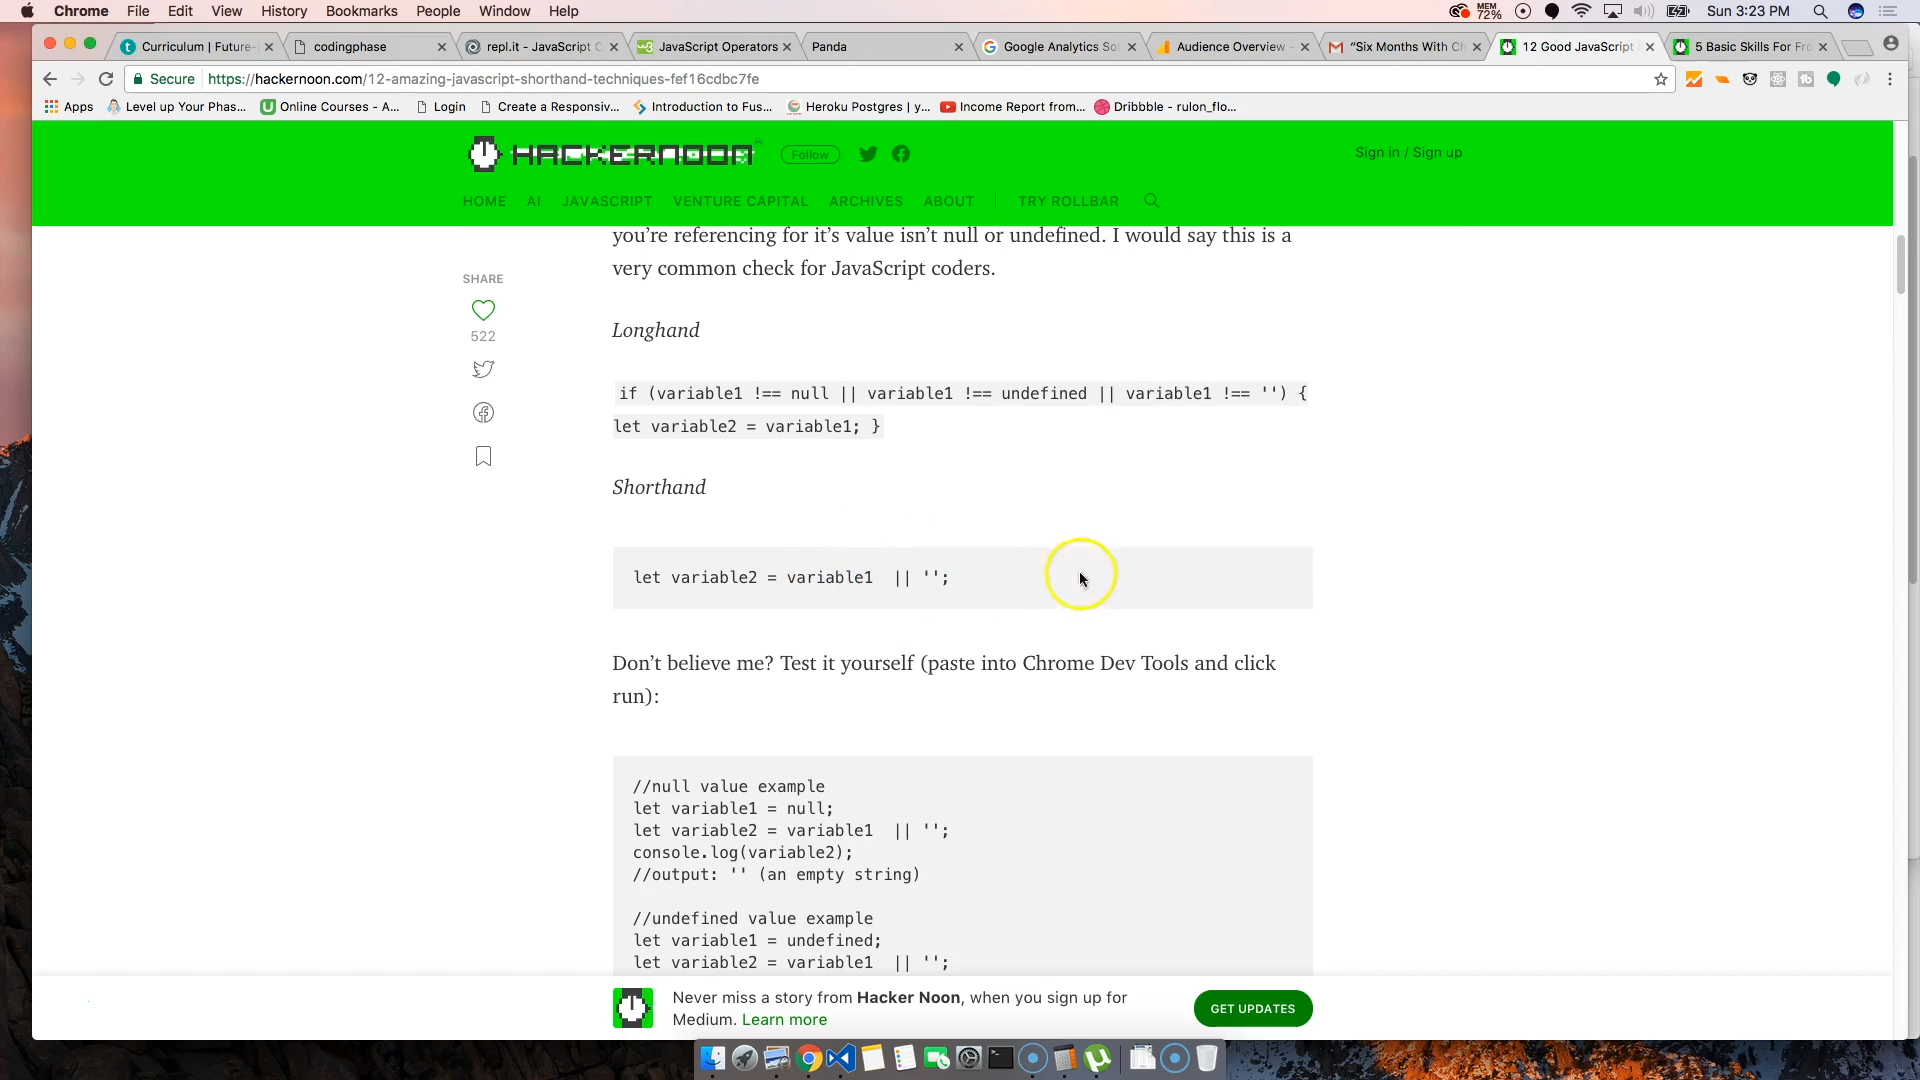 Chrome File Edit View History Bookmarks People Window Help MEM 72% Sun 3:23 PM
Curriculum | Future- codingphase repl.it - JavaScript C JavaScript Operators Panda Google Analytics Sol Audience Overview - "Six Months With Ch 12 Good JavaScript 5 Basic Skills For Fro
Secure https://hackernoon.com/12-amazing-javascript-shorthand-techniques-fef16cdbc7fe
Apps Level up Your Phas... Online Courses - A... Login Create a Responsiv... Introduction to Fus... Heroku Postgres | y... Income Report from... Dribbble - rulon_flo...
HACKERNOON Follow Sign in / Sign up
HOME AI JAVASCRIPT VENTURE CAPITAL ARCHIVES ABOUT | TRY ROLLBAR
you're referencing for it's value isn't null or undefined. I would say this is a
very common check for JavaScript coders.
SHARE
522
Longhand
if (variable1 !== null || variable1 !== undefined || variable1 !== '') {
let variable2 = variable1; }
Shorthand
let variable2 = variable1  || '';
Don't believe me? Test it yourself (paste into Chrome Dev Tools and click
run):
//null value example
let variable1 = null;
let variable2 = variable1  || '';
console.log(variable2);
//output: '' (an empty string)
//undefined value example
let variable1 = undefined;
let variable2 = variable1  || '';
Never miss a story from Hacker Noon, when you sign up for
Medium. Learn more
GET UPDATES